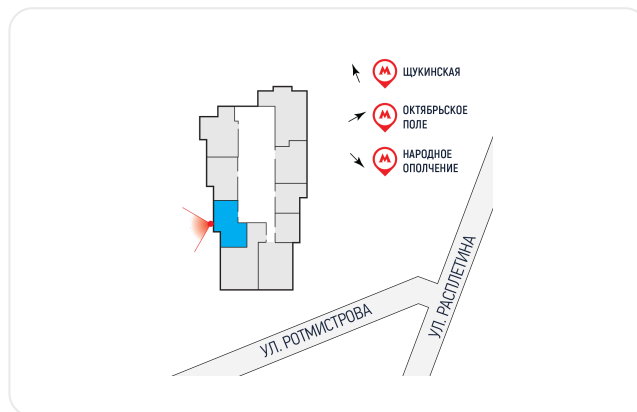 М ЩУКИНСКАЯ
М ОКТЯБРЬСКОЕ
ПОЛЕ
М НАРОДНОЕ
ОПОЛЧЕНИЕ
УЛ. РОТМИСТРОВА
УЛ. РАСПЛЕТИНА